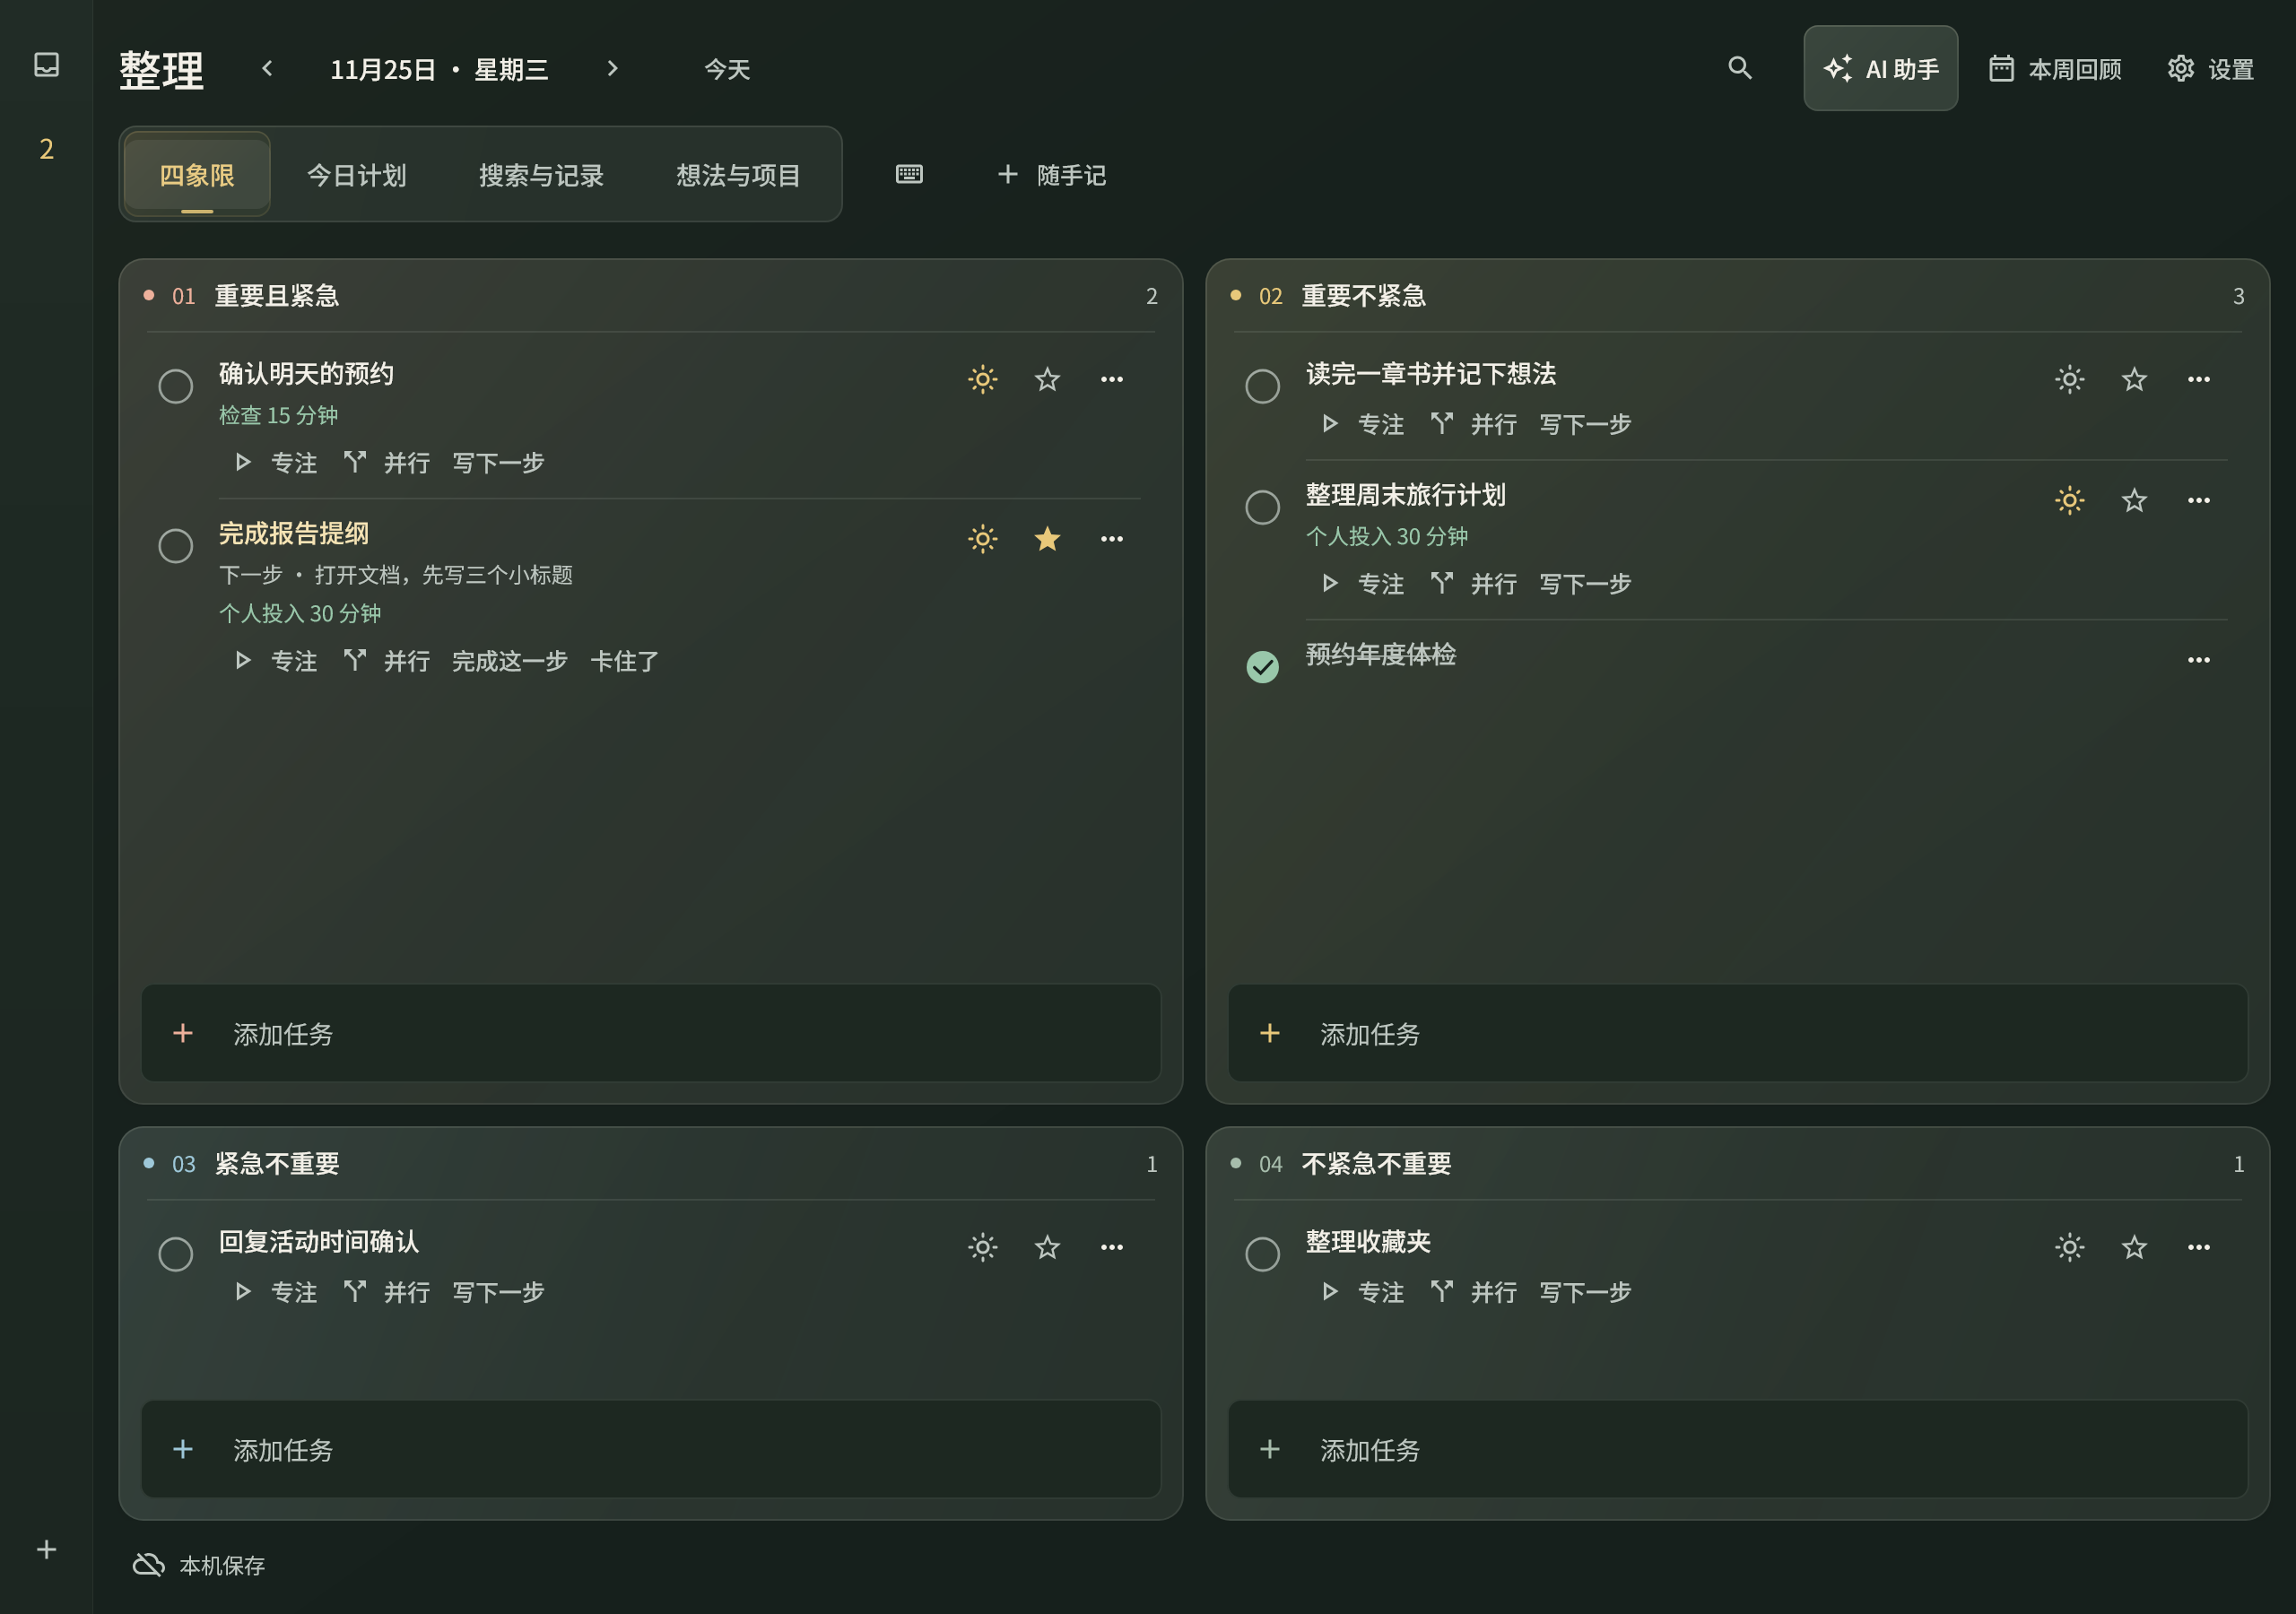 整理
11月25日 · 星期三
今天
AI 助手
本周回顾
设置
2
四象限
今日计划
搜索与记录
想法与项目
随手记
01 重要且紧急 2
确认明天的预约
检查 15 分钟
专注 并行 写下一步
完成报告提纲
下一步 · 打开文档，先写三个小标题
个人投入 30 分钟
专注 并行 完成这一步 卡住了
添加任务
02 重要不紧急 3
读完一章书并记下想法
专注 并行 写下一步
整理周末旅行计划
个人投入 30 分钟
专注 并行 写下一步
预约年度体检
添加任务
03 紧急不重要 1
回复活动时间确认
专注 并行 写下一步
添加任务
04 不紧急不重要 1
整理收藏夹
专注 并行 写下一步
添加任务
本机保存